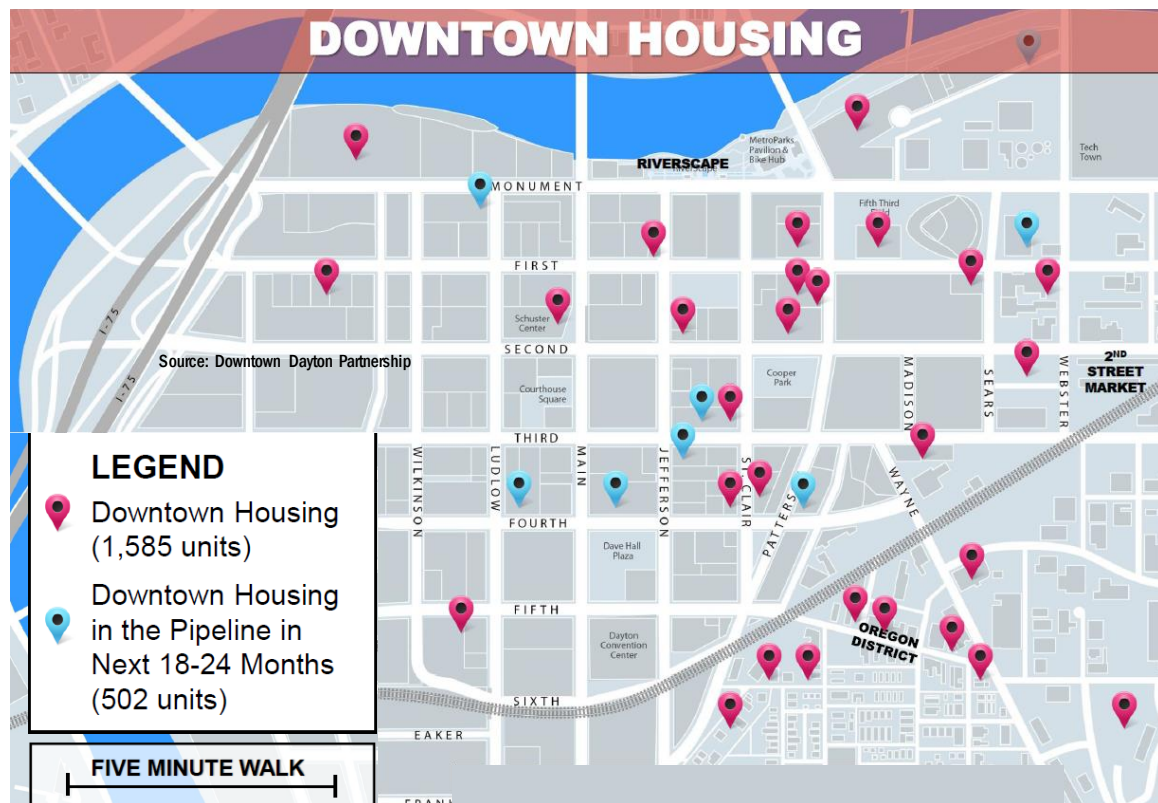 DOWNTOWN HOUSING
MetroParks
Pavilion &
Bike Hub
Tech
Town
RIVERSCAPE
MONUMENT
Fifth Third
FIRST
Schuster
Center
SECOND
Source: Downtown Dayton Partnership
I-75
I-75
2ND
STREET
MARKET
Cooper
Park
Courthouse
Square
MADISON
SEARS
WEBSTER
THIRD
WILKINSON
LUDLOW
MAIN
JEFFERSON
ST. CLAIR
PATTERS
WAYNE
FOURTH
Dave Hall
Plaza
FIFTH
OREGON
DISTRICT
Dayton
Convention
Center
SIXTH
EAKER
LEGEND
Downtown Housing
(1,585 units)
Downtown Housing
in the Pipeline in
Next 18-24 Months
(502 units)
FIVE MINUTE WALK